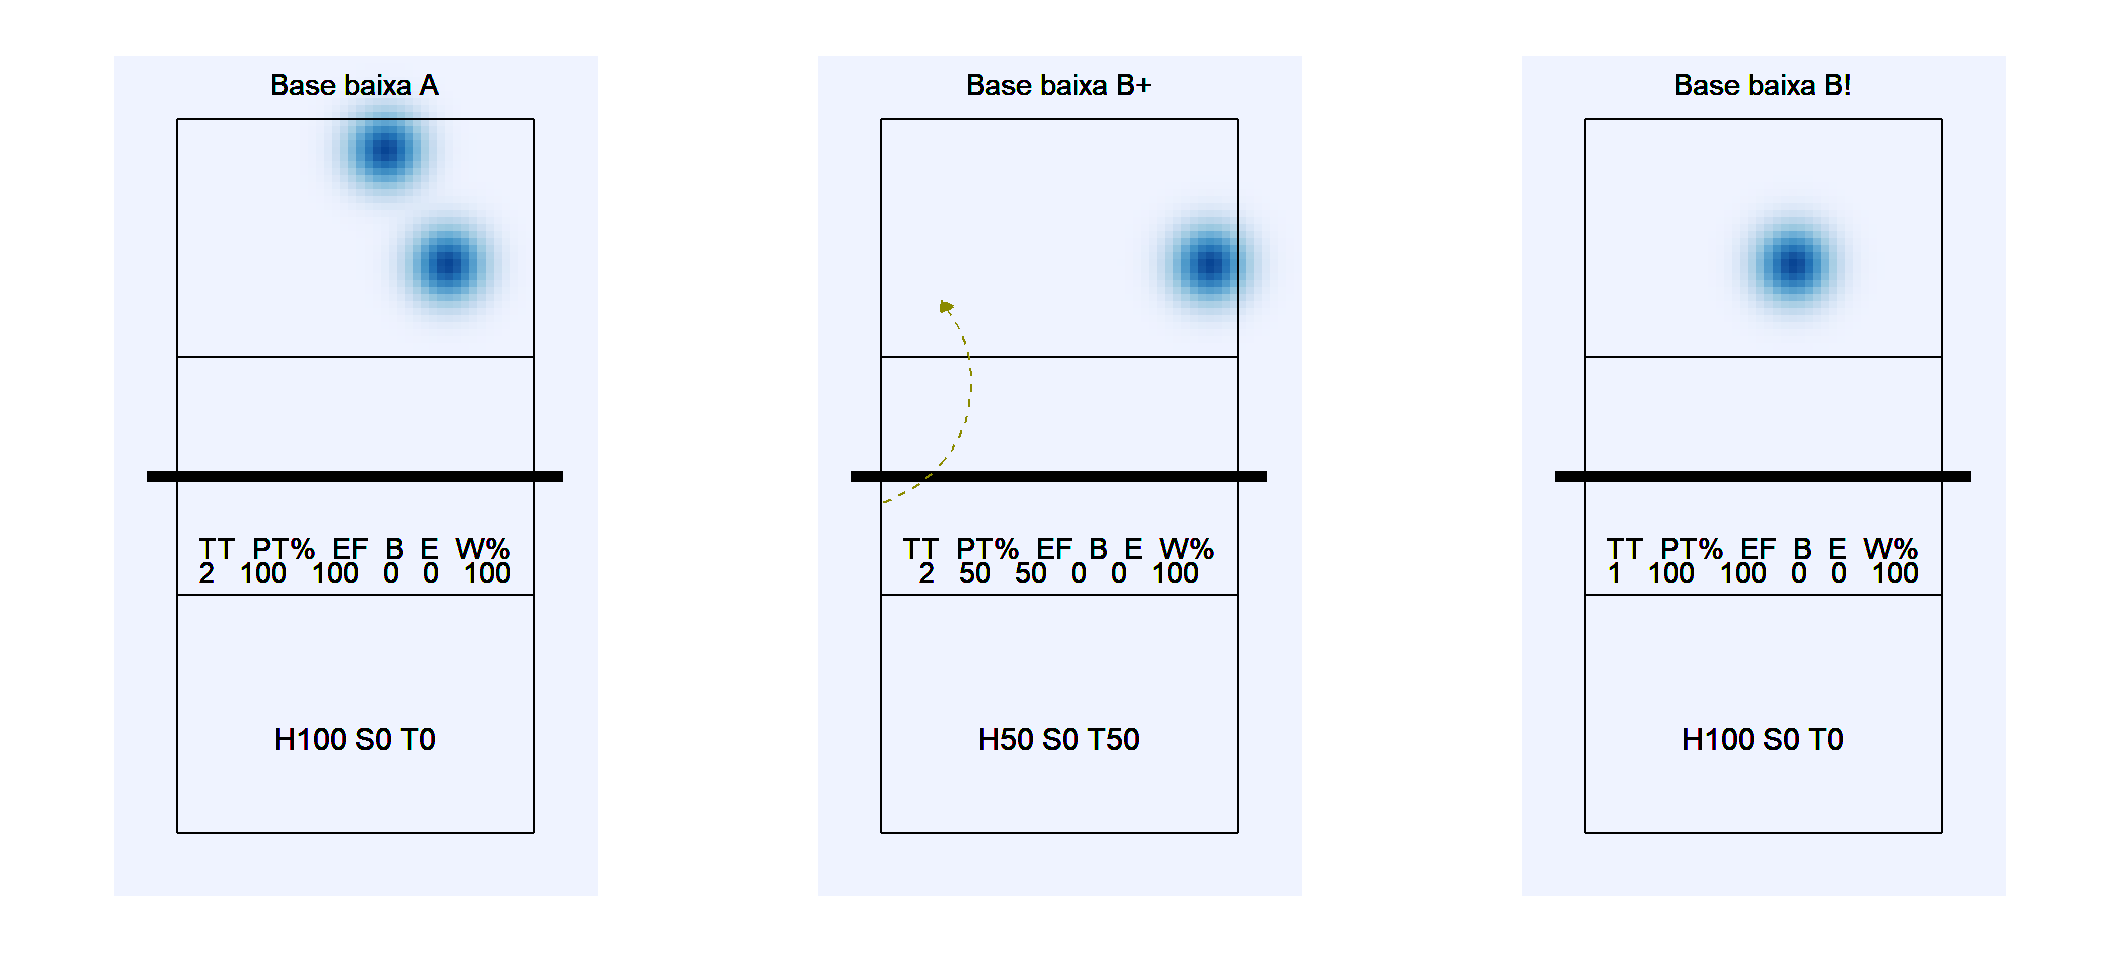 Base baixa A
TT PT% EF B E W%
2 100 100 0 0 100
H100 S0 T0
Base baixa B+
TT PT% EF B E W%
2 50 50 0 0 100
H50 S0 T50
Base baixa B!
TT PT% EF B E W%
1 100 100 0 0 100
H100 S0 T0